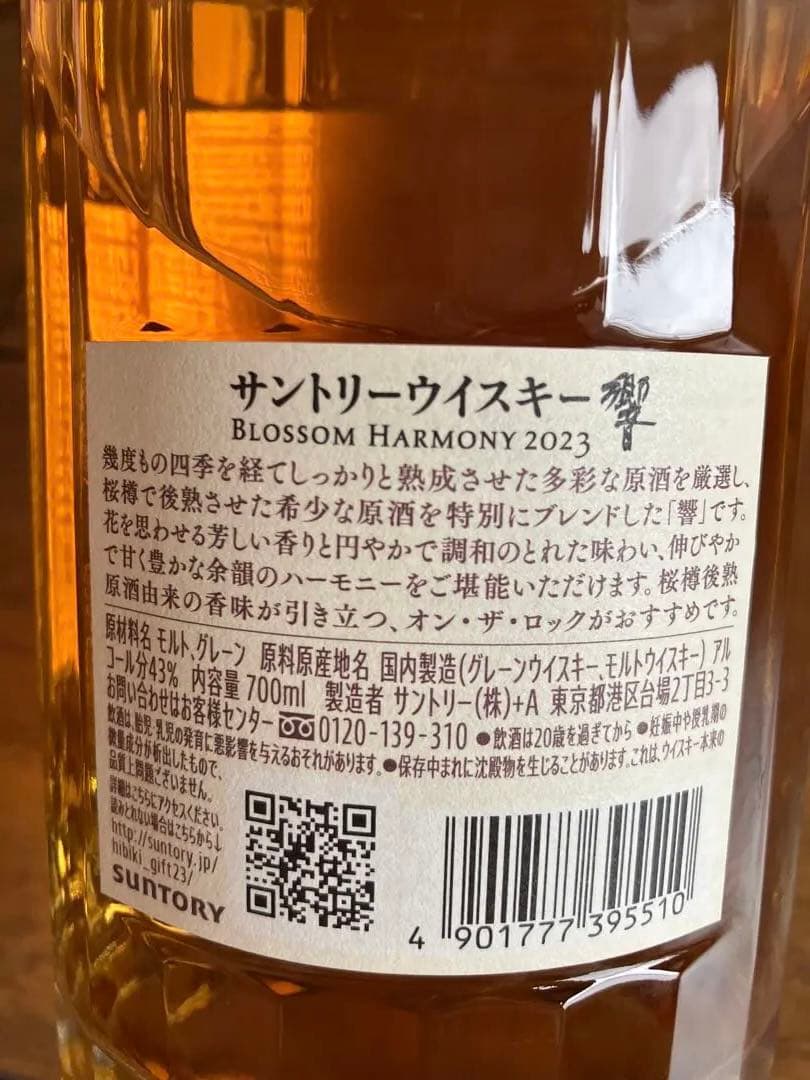 サントリーウイスキー 響
BLOSSOM HARMONY 2023
幾度もの四季を経てしっかりと熟成させた多彩な原酒を厳選し、
桜樽で後熟させた希少な原酒を特別にブレンドした「響」です。
花を思わせる芳しい香りと円やかで調和のとれた味わい、伸びやか
で甘く豊かな余韻のハーモニーをご堪能いただけます。桜樽後熟
原酒由来の香味が引き立つ、オン・ザ・ロックがおすすめです。
原材料名 モルト、グレーン 原料原産地名 国内製造(グレーンウイスキー、モルトウイスキー) アル
コール分43% 内容量700ml 製造者 サントリー(株)+A 東京都港区台場2丁目3-3
お問い合わせはお客様センター 0120-139-310 ●飲酒は20歳を過ぎてから ●妊娠中や授乳期の
飲酒は、胎児・乳児の発育に悪影響を与えるおそれがあります。●保存中まれに沈殿物を生じることがあります。これは、ウイスキー本来の
微量成分が析出したもので、
品質上問題ございません。
詳細はこちらにアクセスください。
読みとれない場合はこちらから↓
http://suntory.jp/
hibiki_gift23/
SUNTORY
4 901777 395510